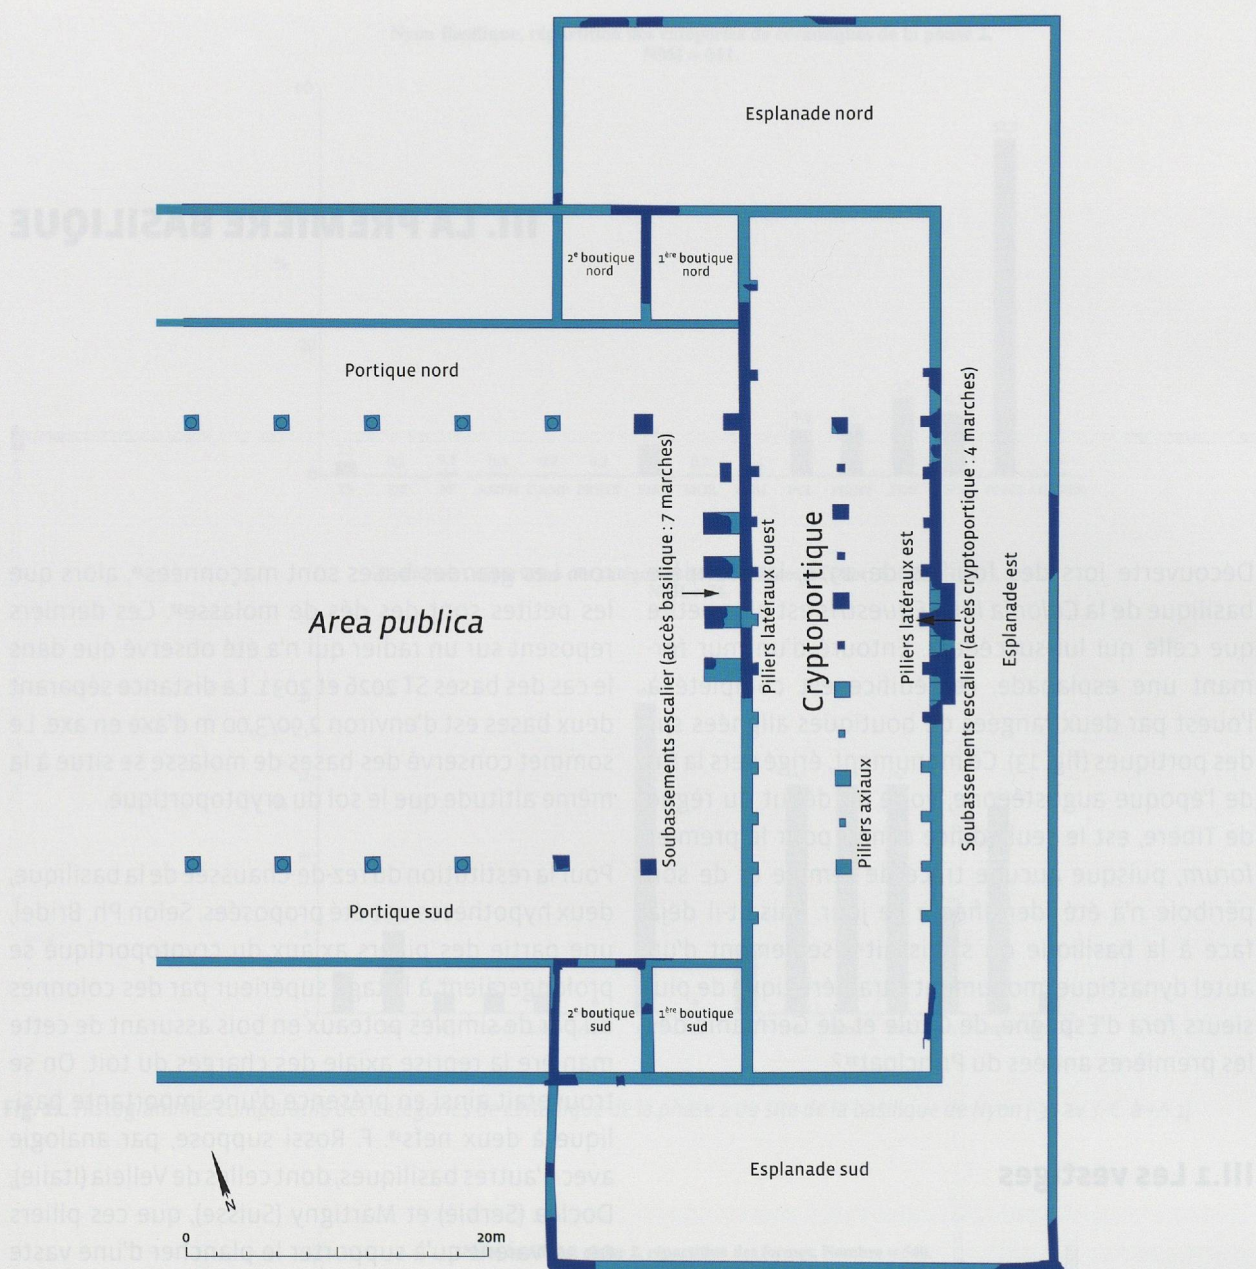 Esplanade nord
2e boutique
nord
1ère boutique
nord
Portique nord
Area publica
Soubassements escalier (accès basilique : 7 marches)
Piliers latéraux ouest
Cryptoportique
Piliers axiaux
Piliers latéraux est
Soubassements escalier (accès cryptoportique : 4 marches)
Esplanade est
Portique sud
2e boutique
sud
1ère boutique
sud
Esplanade sud
N
0 20m